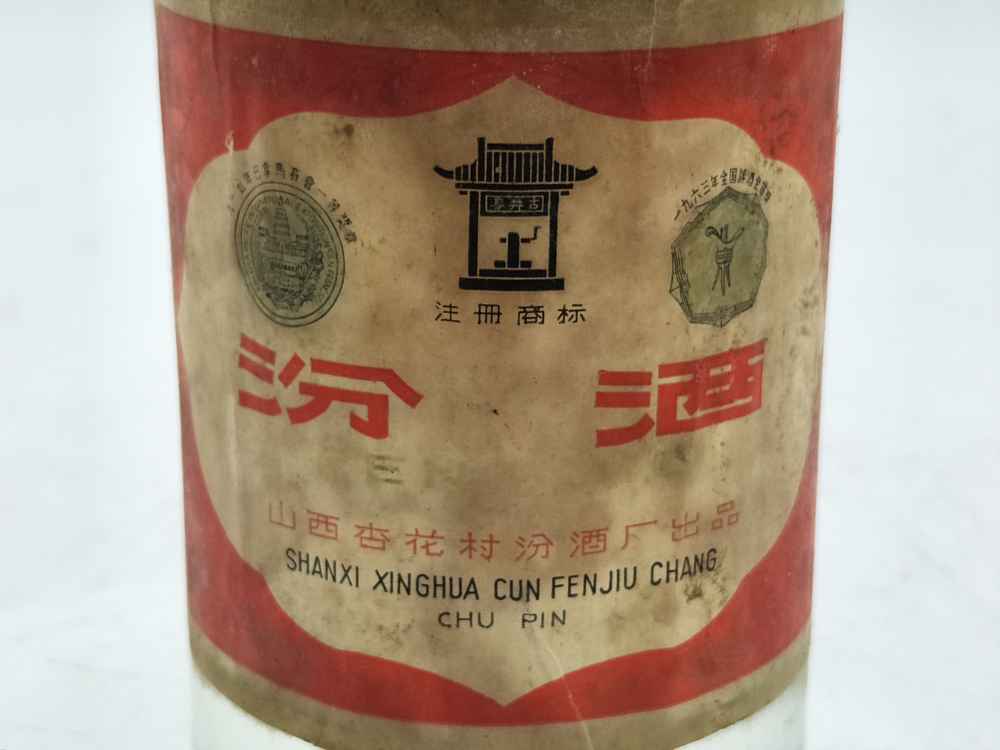 古井亭
注册商标
汾酒
山西杏花村汾酒厂出品
SHANXI XINGHUA CUN FENJIU CHANG
CHU PIN